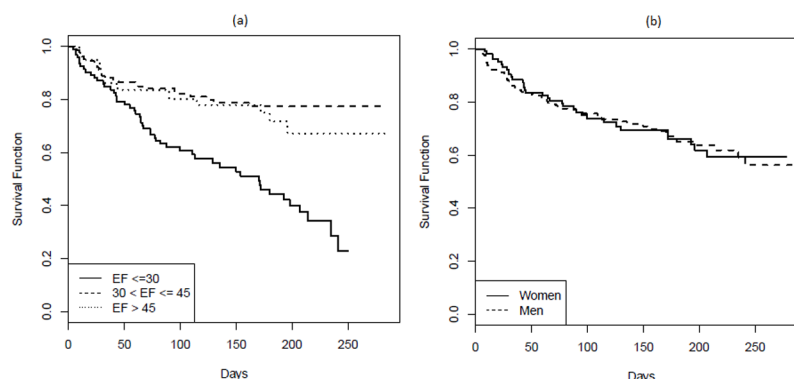 (a)
Survival Function
1.0
0.8
0.6
0.4
0.2
0.0
EF <=30
30 < EF <= 45
EF > 45
0 50 100 150 200 250
Days
(b)
Survival Function
1.0
0.8
0.6
0.4
0.2
0.0
Women
Men
0 50 100 150 200 250
Days